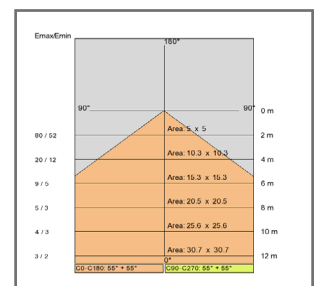 Emax/Emin
180°
90° 90° 0 m
80 / 52 Area: 5 x 5 2 m
20 / 12 Area: 10.3 x 10.3 4 m
9 / 5 Area: 15.3 x 15.3 6 m
5 / 3 Area: 20.5 x 20.5 8 m
4 / 3 Area: 25.6 x 25.6 10 m
3 / 2 Area: 30.7 x 30.7 12 m
0°
C0-C180: 55° + 55° C90-C270: 55° + 55°